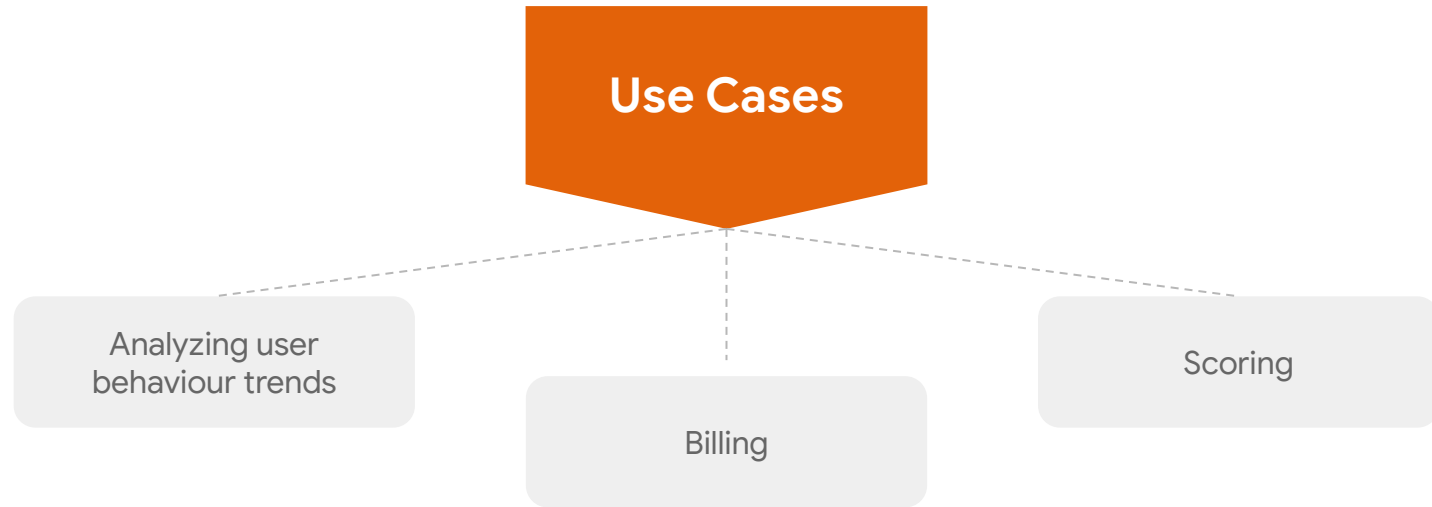 Use Cases
Analyzing user
behaviour trends
Billing
Scoring